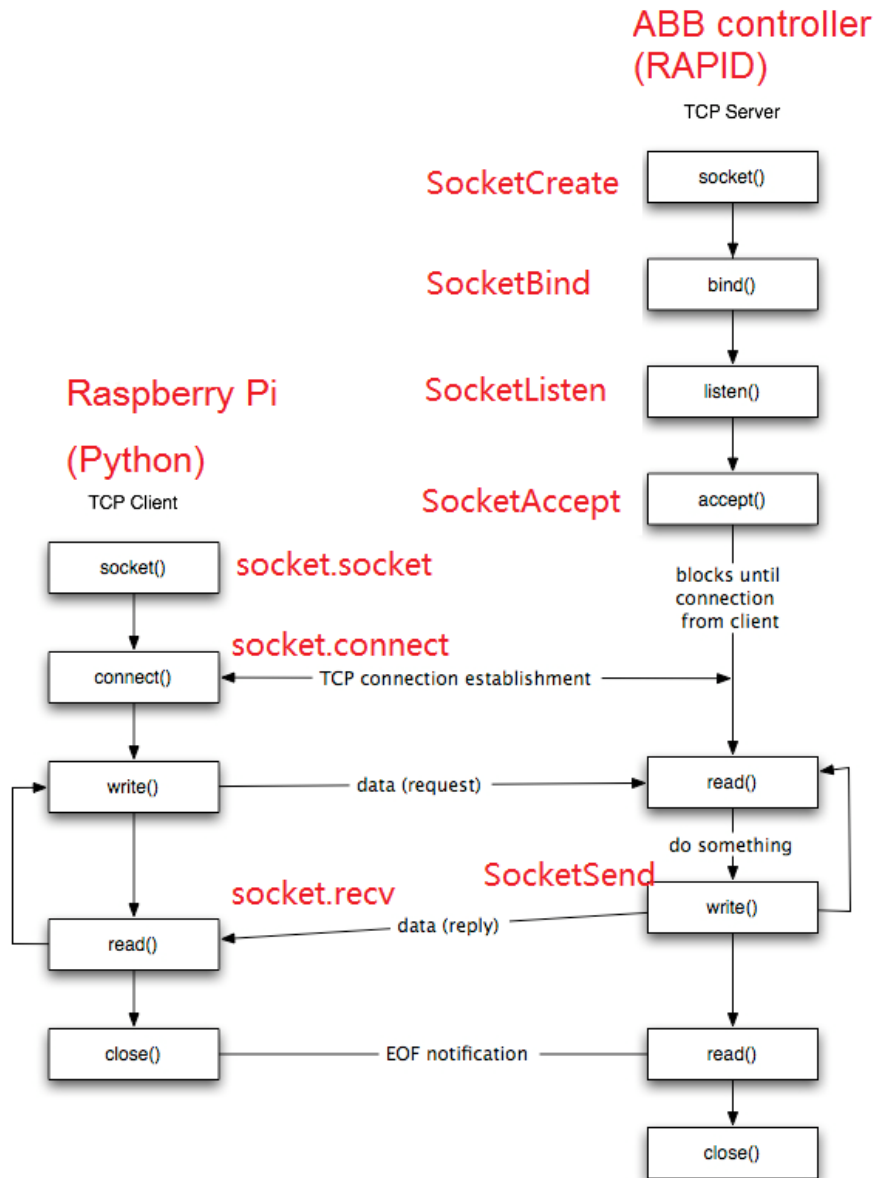 ABB controller
(RAPID)
TCP Server
SocketCreate
socket()
SocketBind
bind()
SocketListen
listen()
Raspberry Pi
(Python)
TCP Client
SocketAccept
accept()
socket()
socket.socket
blocks until
connection
from client
socket.connect
connect()
TCP connection establishment
write()
data (request)
read()
do something
socket.recv
SocketSend
write()
data (reply)
read()
close()
EOF notification
read()
close()